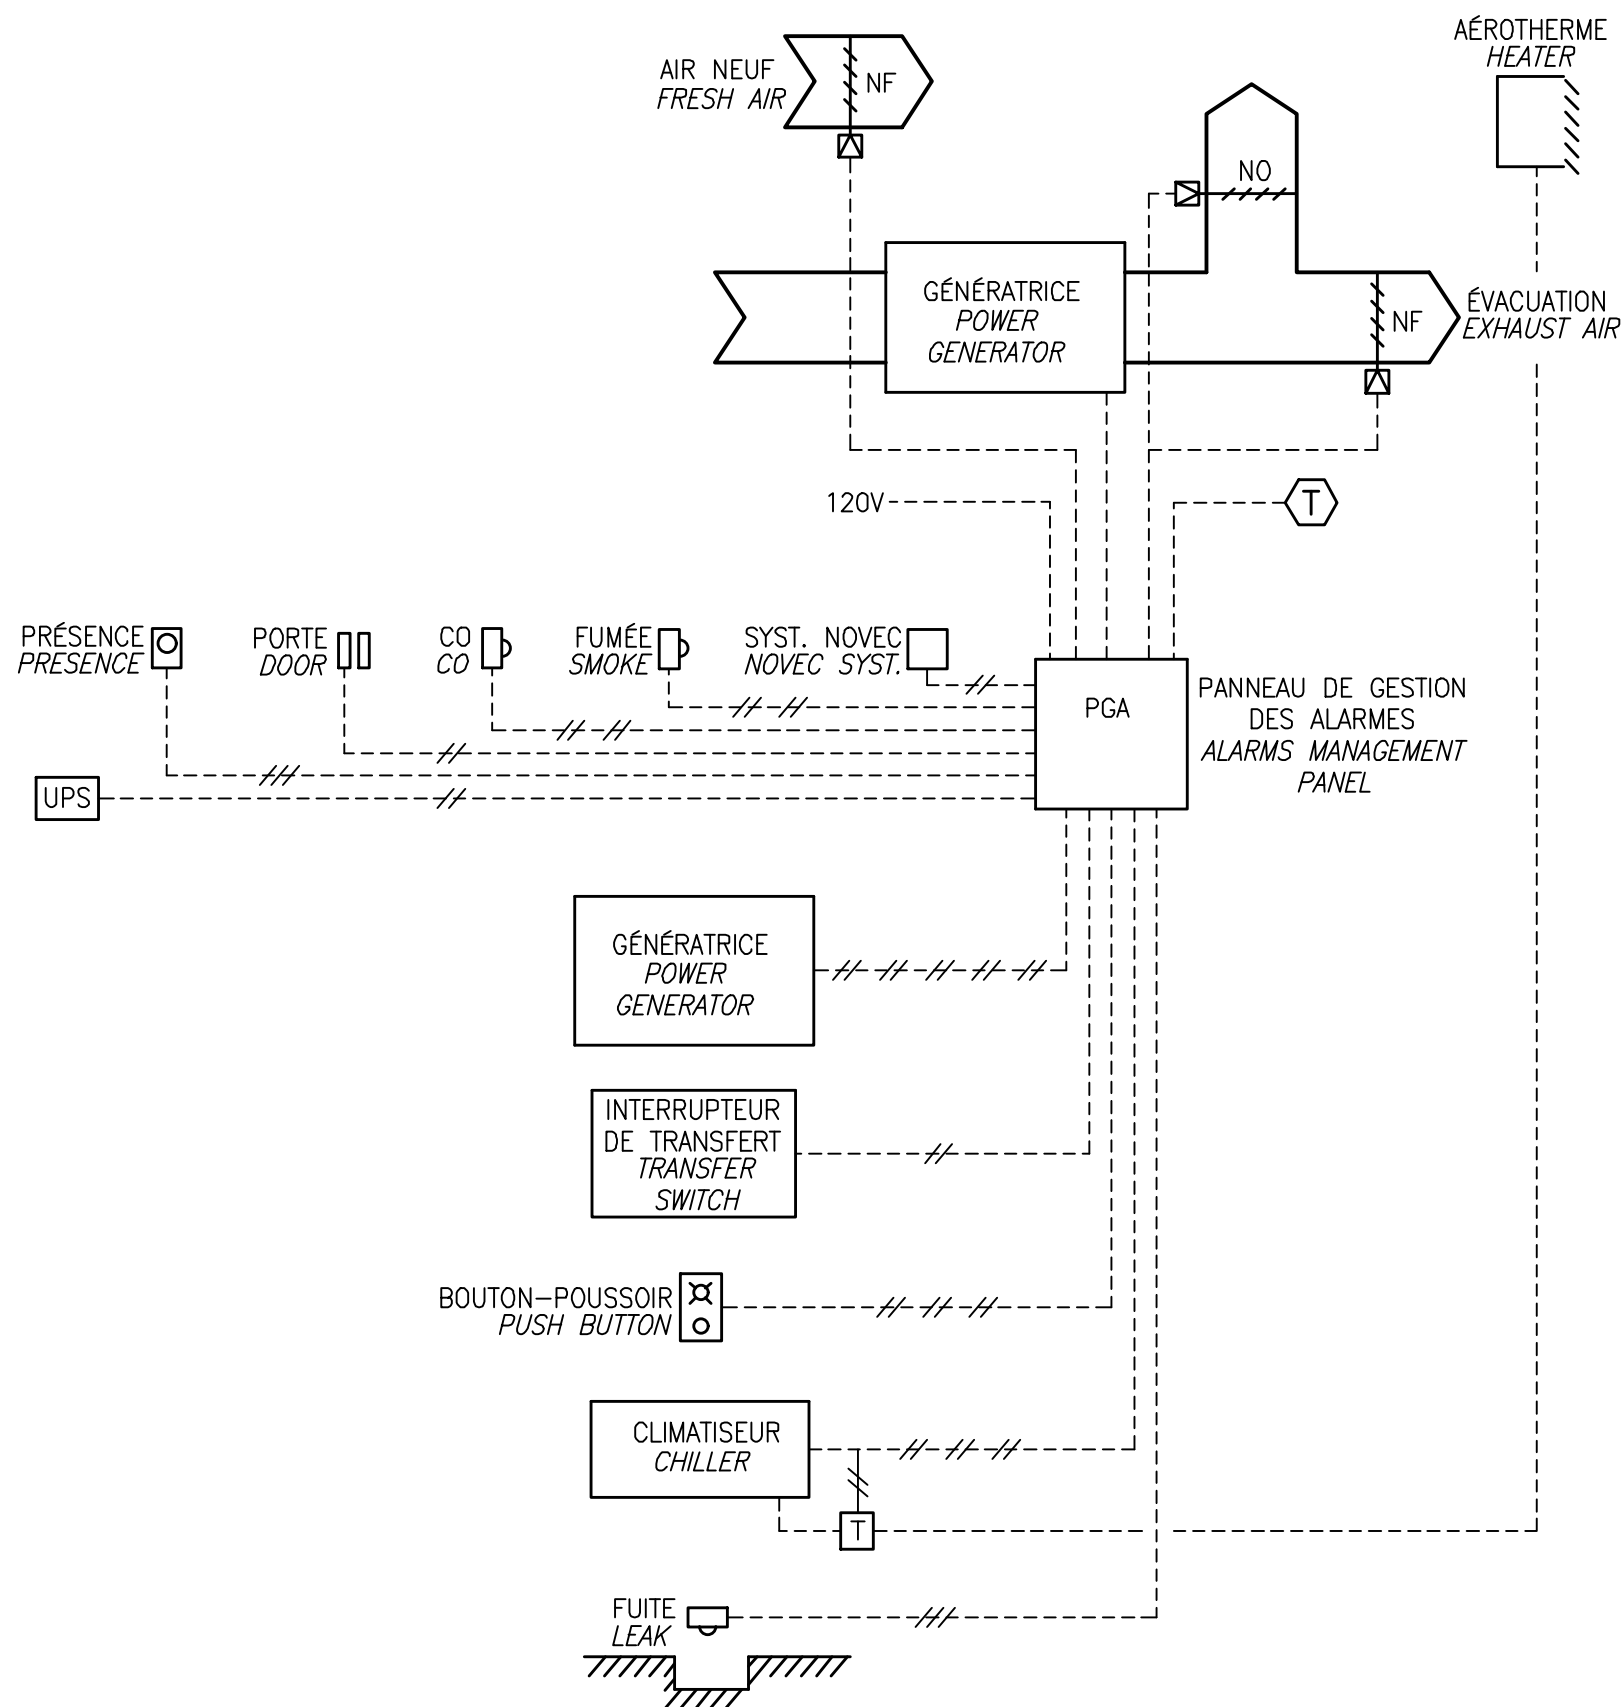 AÉROTHERME
HEATER
AIR NEUF
FRESH AIR
NF
NO
GÉNÉRATRICE
POWER
GENERATOR
NF
ÉVACUATION
EXHAUST AIR
120V
T
PRÉSENCE
PRESENCE
PORTE
DOOR
CO
CO
FUMÉE
SMOKE
SYST. NOVEC
NOVEC SYST.
PGA
PANNEAU DE GESTION
DES ALARMES
ALARMS MANAGEMENT
PANEL
UPS
GÉNÉRATRICE
POWER
GENERATOR
INTERRUPTEUR
DE TRANSFERT
TRANSFER
SWITCH
BOUTON-POUSSOIR
PUSH BUTTON
CLIMATISEUR
CHILLER
T
FUITE
LEAK